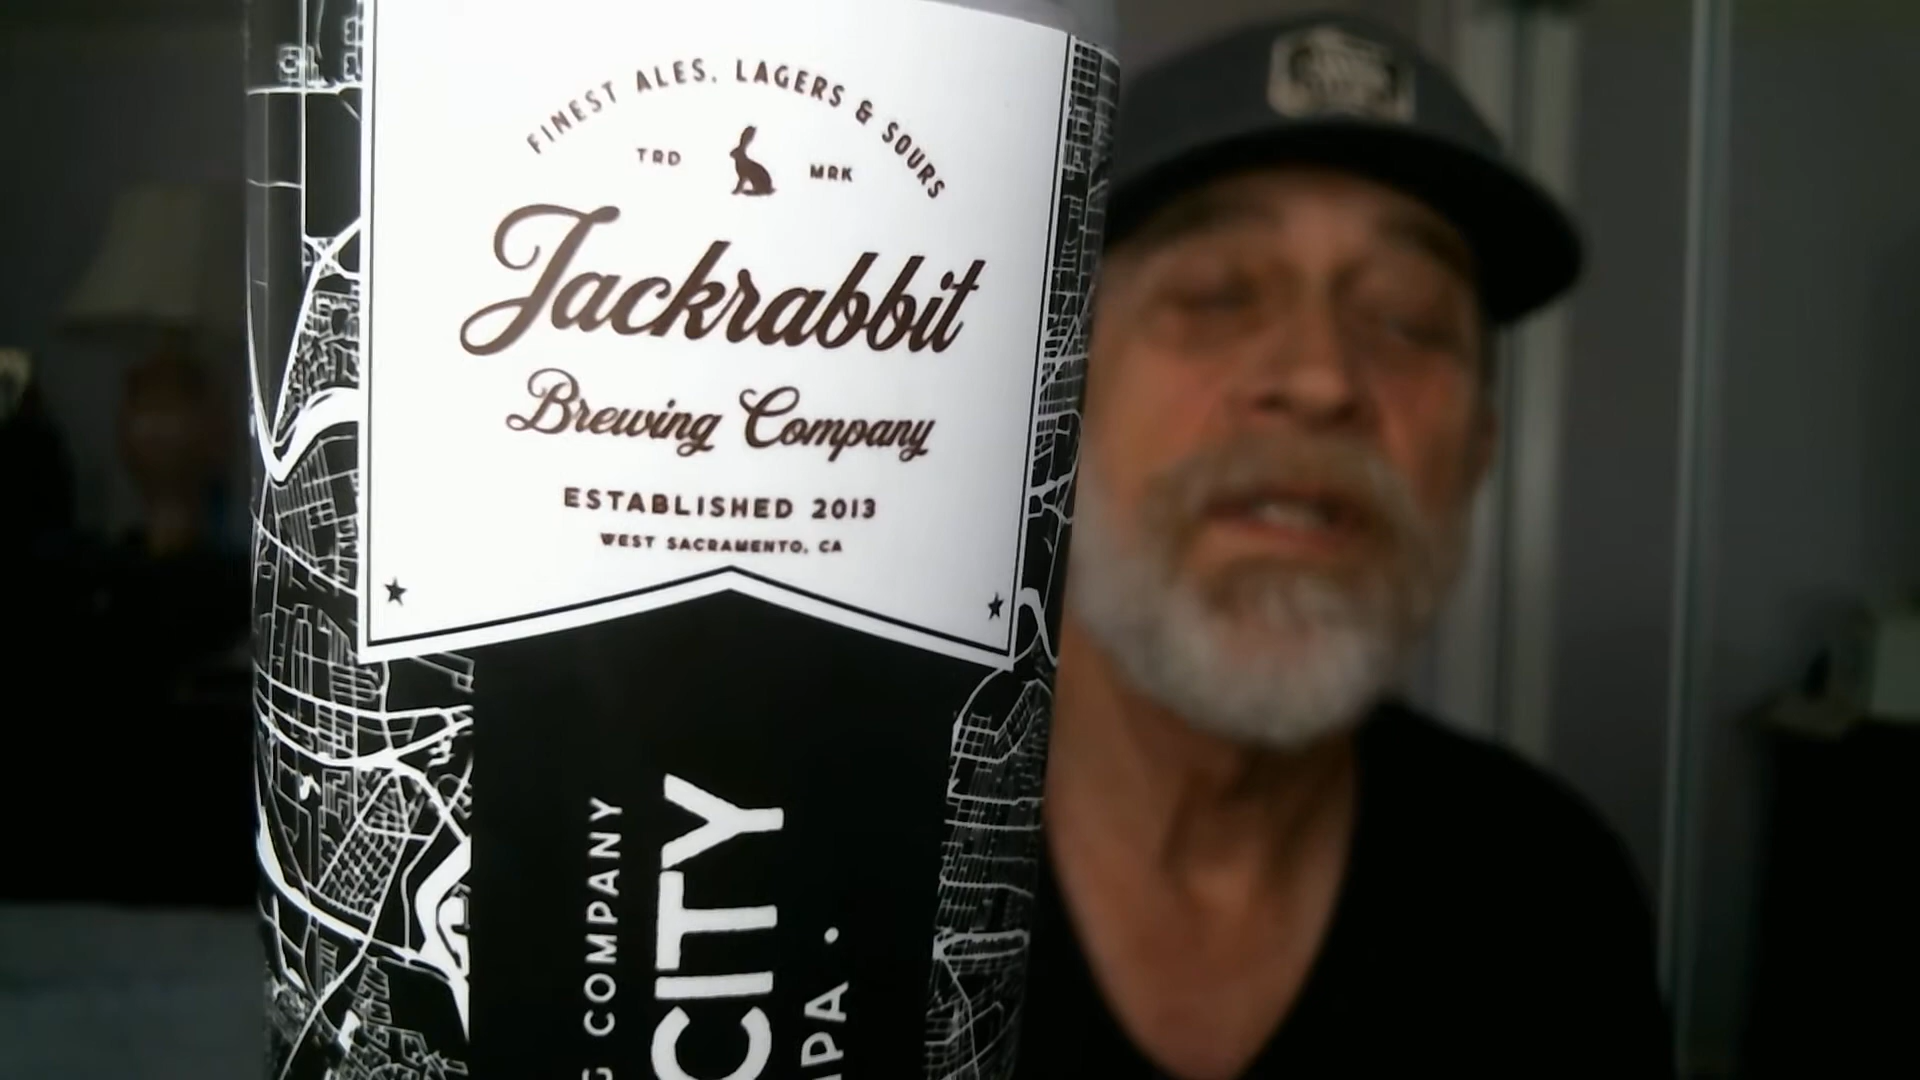 FINEST ALES, LAGERS & SOURS
TRD MRK
Jackrabbit
Brewing Company
ESTABLISHED 2013
WEST SACRAMENTO, CA
COMPANY
CITY
IPA .